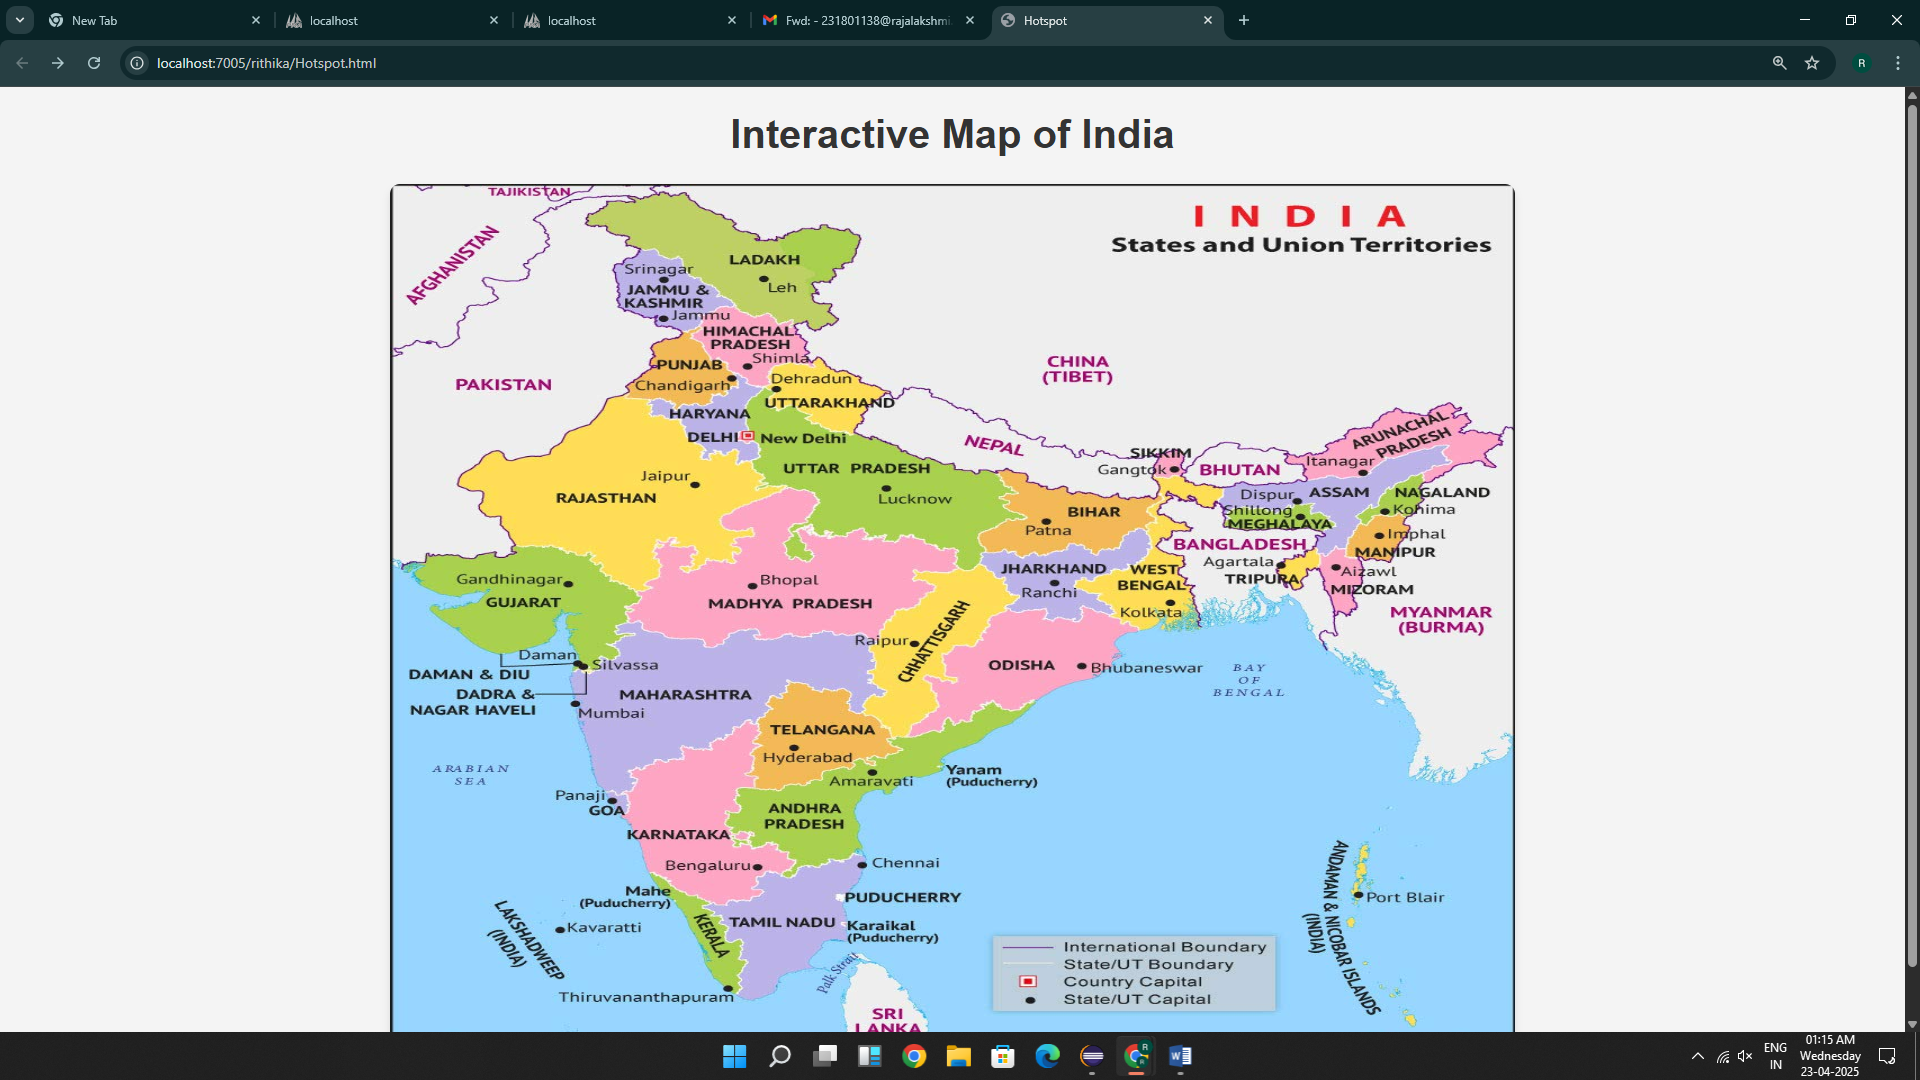 New Tab
localhost
localhost
Fwd: - 231801138@rajalakshmi
Hotspot
localhost:7005/rithika/Hotspot.html
R
Interactive Map of India
TAJIKISTAN
INDIA
States and Union Territories
AFGHANISTAN
LADAKH
Leh
Srinagar
JAMMU &
KASHMIR
Jammu
HIMACHAL
PRADESH
Shimla
CHINA
(TIBET)
PAKISTAN
PUNJAB
Chandigarh
Dehradun
UTTARAKHAND
HARYANA
DELHI
New Delhi
NEPAL
SIKKIM
Gangtok
BHUTAN
ARUNACHAL
PRADESH
Itanagar
UTTAR PRADESH
Lucknow
Jaipur
RAJASTHAN
BIHAR
Patna
Dispur
ASSAM
NAGALAND
Kohima
Shillong
MEGHALAYA
Imphal
MANIPUR
BANGLADESH
Agartala
TRIPURA
Aizawl
MIZORAM
MYANMAR
(BURMA)
Gandhinagar
GUJARAT
Bhopal
MADHYA PRADESH
JHARKHAND
Ranchi
WEST
BENGAL
Kolkata
Raipur
CHHATTISGARH
ODISHA
Bhubaneswar
BAY
OF
BENGAL
Daman
Silvassa
DAMAN & DIU
DADRA &
NAGAR HAVELI
MAHARASHTRA
Mumbai
TELANGANA
Hyderabad
ARABIAN
SEA
Amaravati
Yanam
(Puducherry)
Panaji
GOA
ANDHRA
PRADESH
KARNATAKA
Bengaluru
Chennai
Mahe
(Puducherry)
PUDUCHERRY
KERALA
TAMIL NADU
Karaikal
(Puducherry)
LAKSHADWEEP
(INDIA)
Kavaratti
Palk Strait
Thiruvananthapuram
SRI
LANKA
ANDAMAN & NICOBAR ISLANDS
(INDIA)
Port Blair
International Boundary
State/UT Boundary
Country Capital
State/UT Capital
R
ENG
IN
01:15 AM
Wednesday
23-04-2025